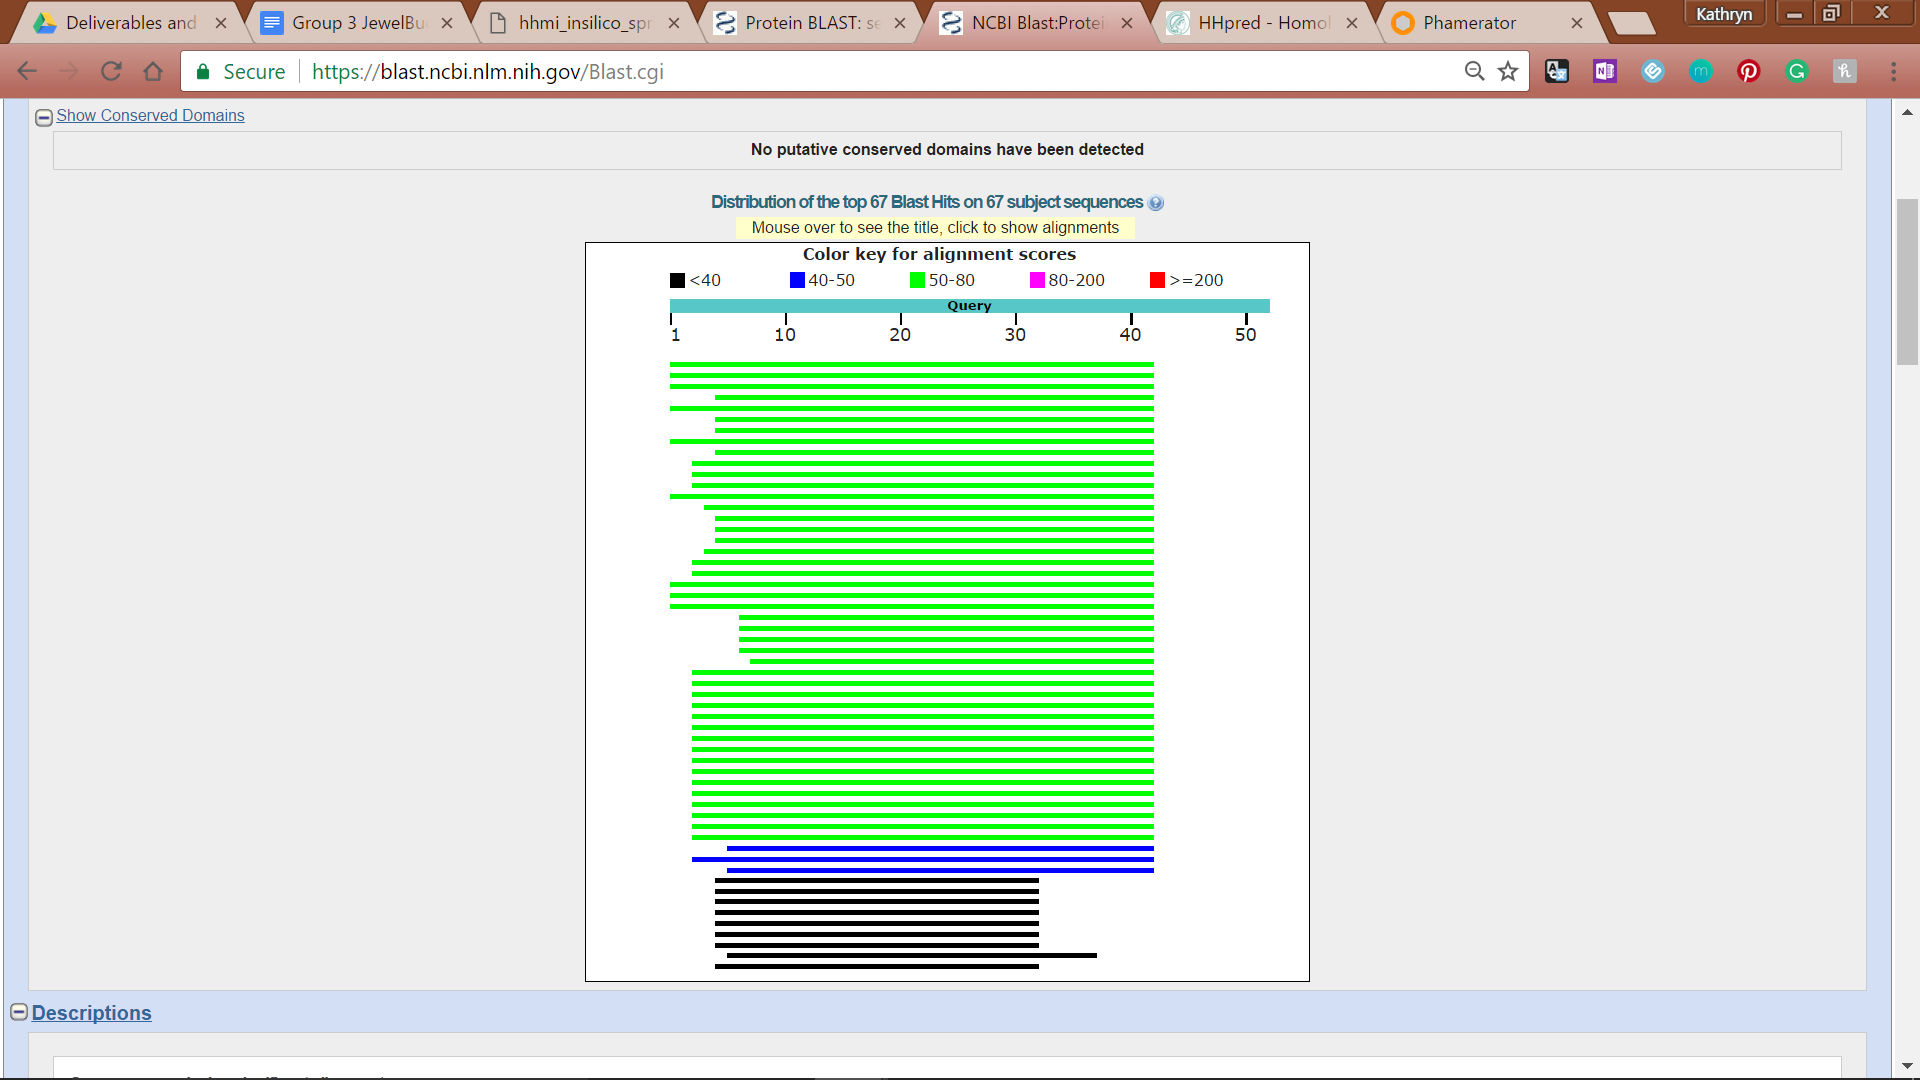 Deliverables and
Group 3 JewelBu
hhmi_insilico_spr
Protein BLAST: se
NCBI Blast:Protei
HHpred - Homol
Phamerator
Kathryn
Secure
https://blast.ncbi.nlm.nih.gov/Blast.cgi
Show Conserved Domains
No putative conserved domains have been detected
Distribution of the top 67 Blast Hits on 67 subject sequences
Mouse over to see the title, click to show alignments
Color key for alignment scores
<40 40-50 50-80 80-200 >=200
Query
1 10 20 30 40 50
Descriptions